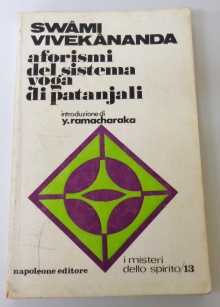 SWÂMI
VIVEKÂNANDA
aforismi
del sistema
yoga
di patanjali
introduzione di
y. ramacharaka
i misteri
dello spirito/13
napoleone editore